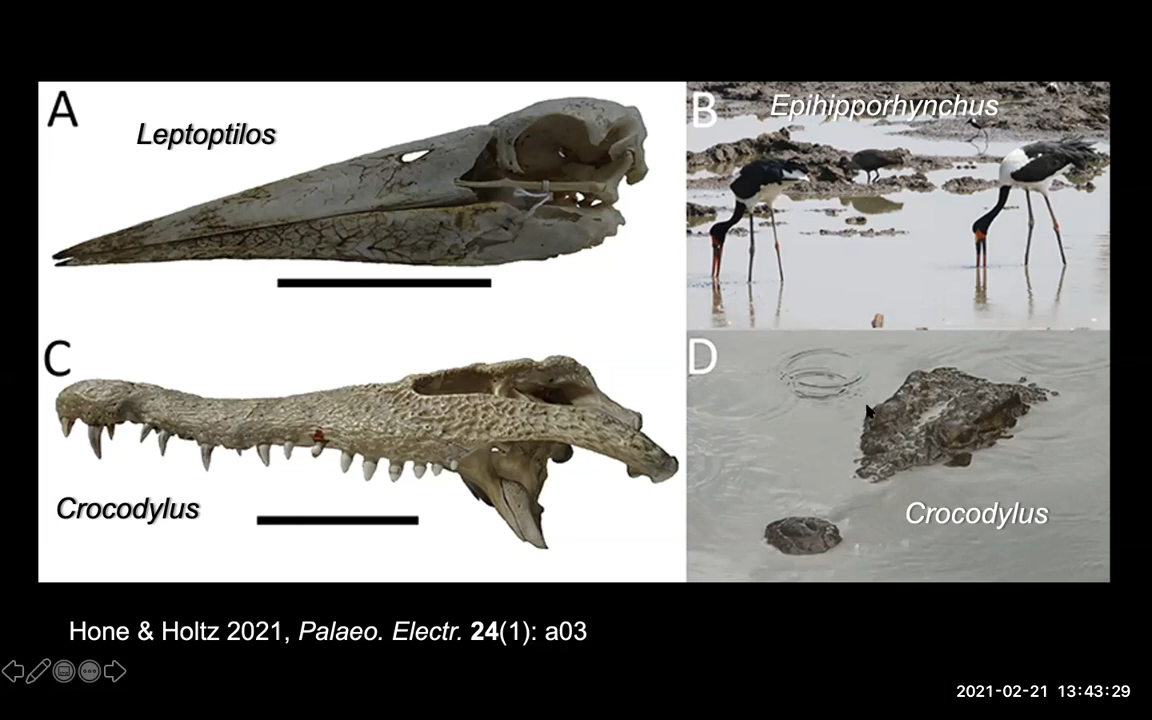 A
Leptoptilos
B
Epihipporhynchus
C
Crocodylus
D
Crocodylus
Hone & Holtz 2021, Palaeo. Electr. 24(1): a03
2021-02-21 13:43:29